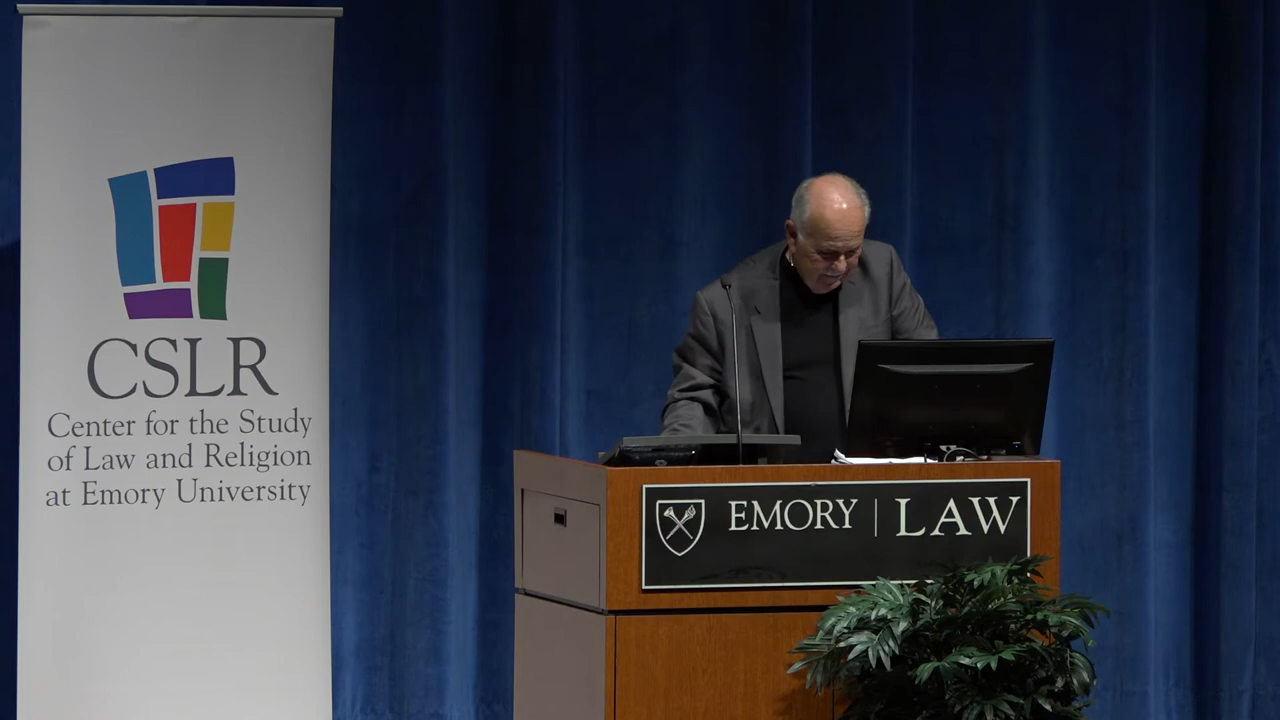 CSLR
Center for the Study
of Law and Religion
at Emory University
EMORY | LAW